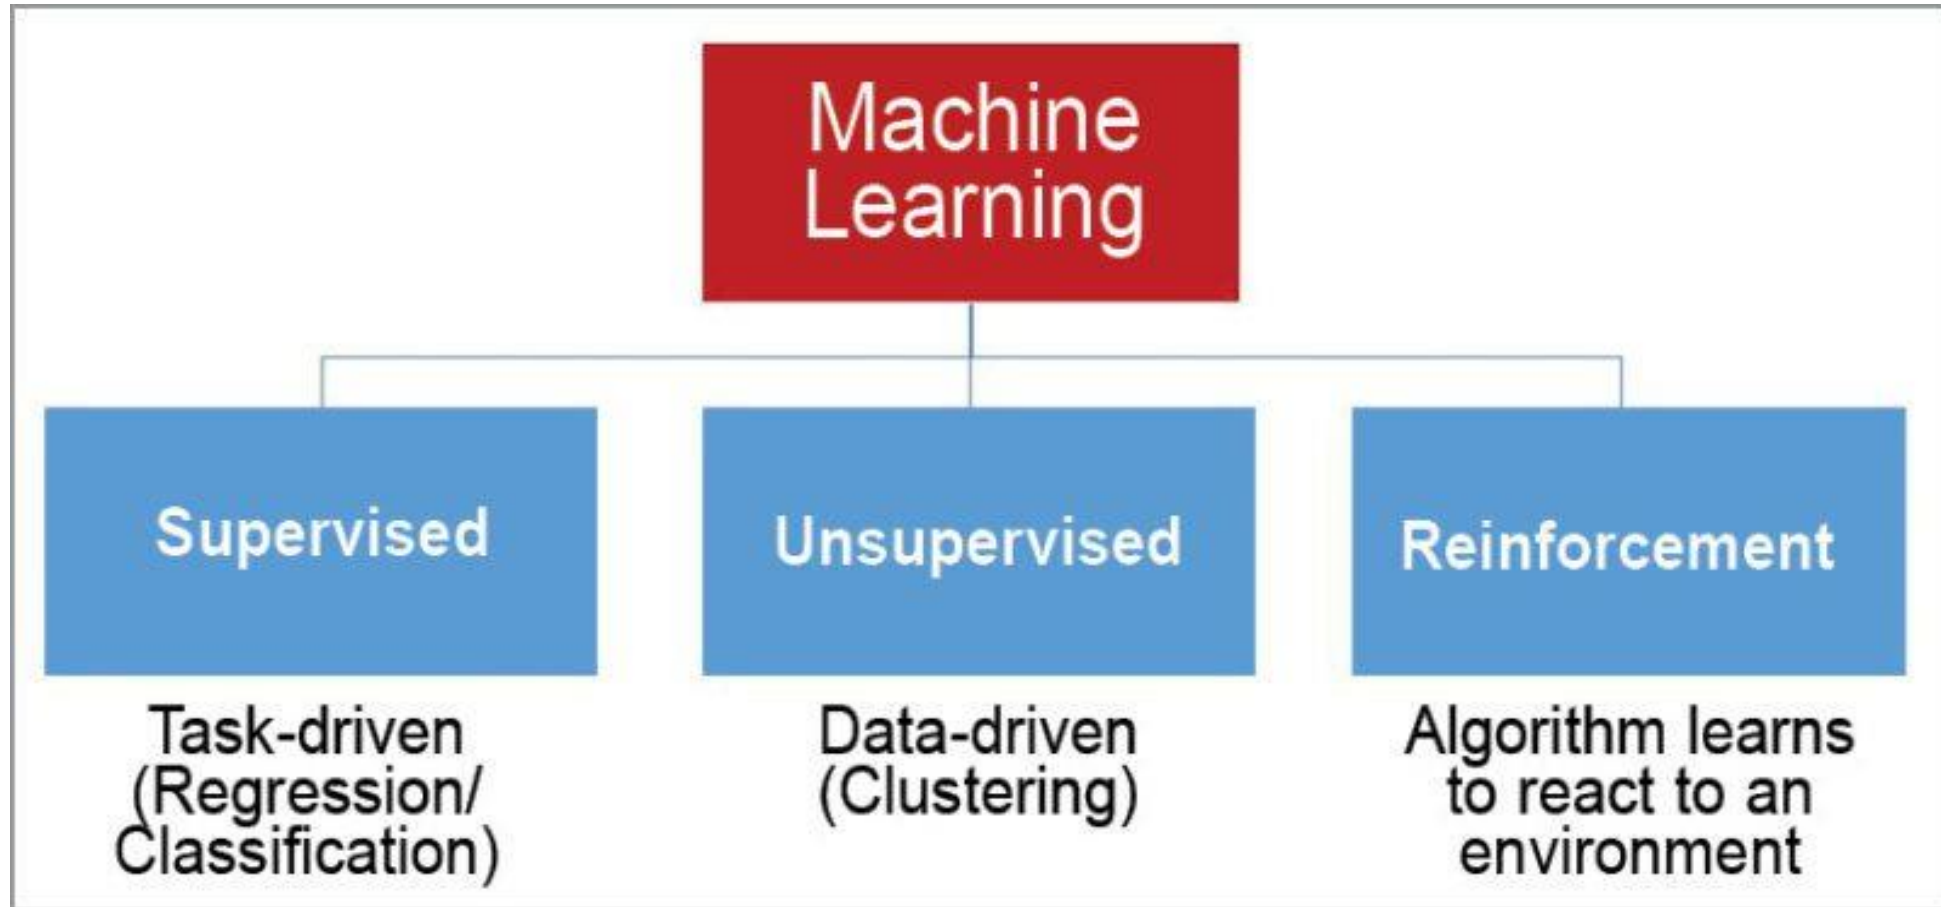 Machine
Learning
Supervised
Unsupervised
Reinforcement
Task-driven
(Regression/
Classification)
Data-driven
(Clustering)
Algorithm learns
to react to an
environment